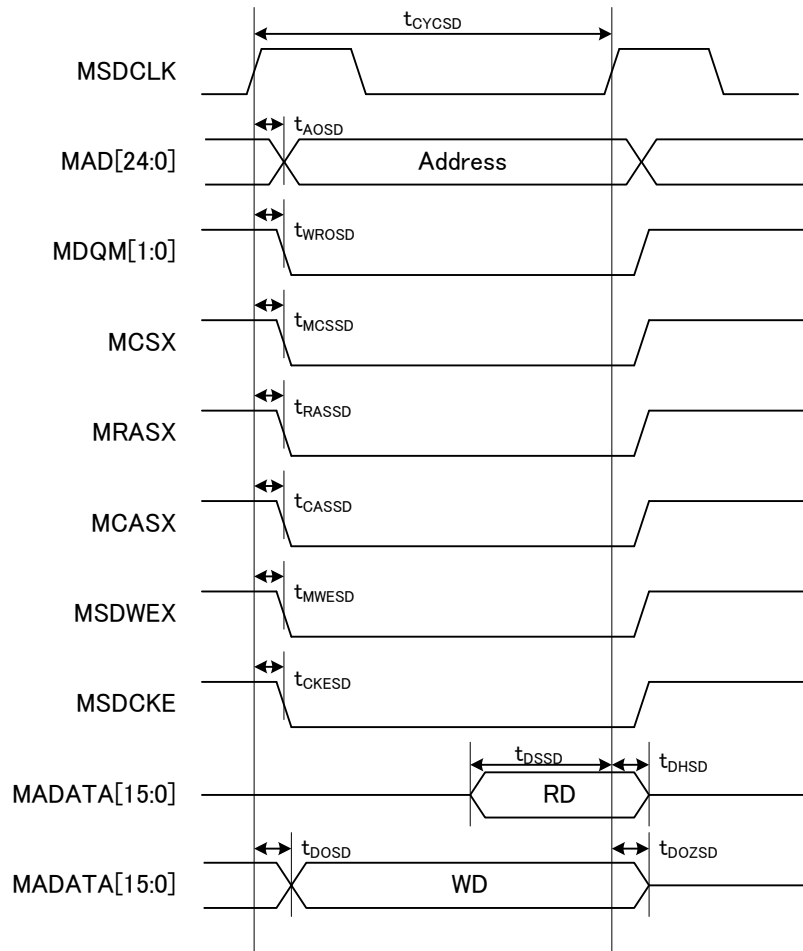 tCYCSD
MSDCLK
tAOSD
MAD[24:0]
Address
tWROSD
MDQM[1:0]
tMCSSD
MCSX
tRASSD
MRASX
tCASSD
MCASX
tMWESD
MSDWEX
tCKESD
MSDCKE
tDSSD
tDHSD
MADATA[15:0]
RD
tDOSD
tDOZSD
MADATA[15:0]
WD